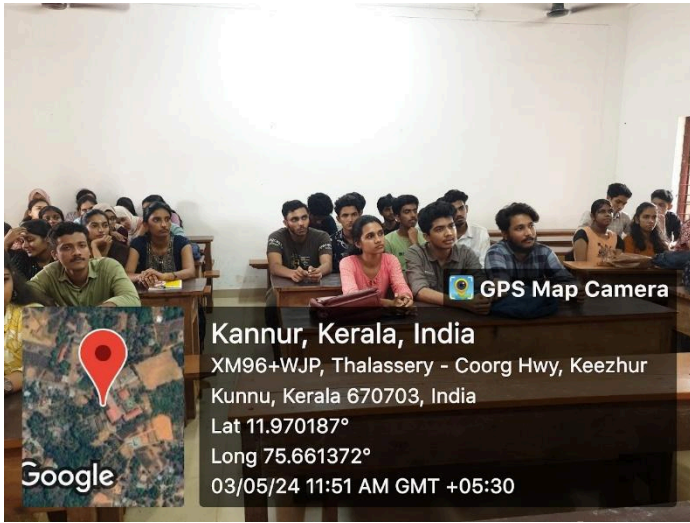 GPS Map Camera
Kannur, Kerala, India
XM96+WJP, Thalassery - Coorg Hwy, Keezhur
Kunnu, Kerala 670703, India
Lat 11.970187°
Long 75.661372°
03/05/24 11:51 AM GMT +05:30
Google